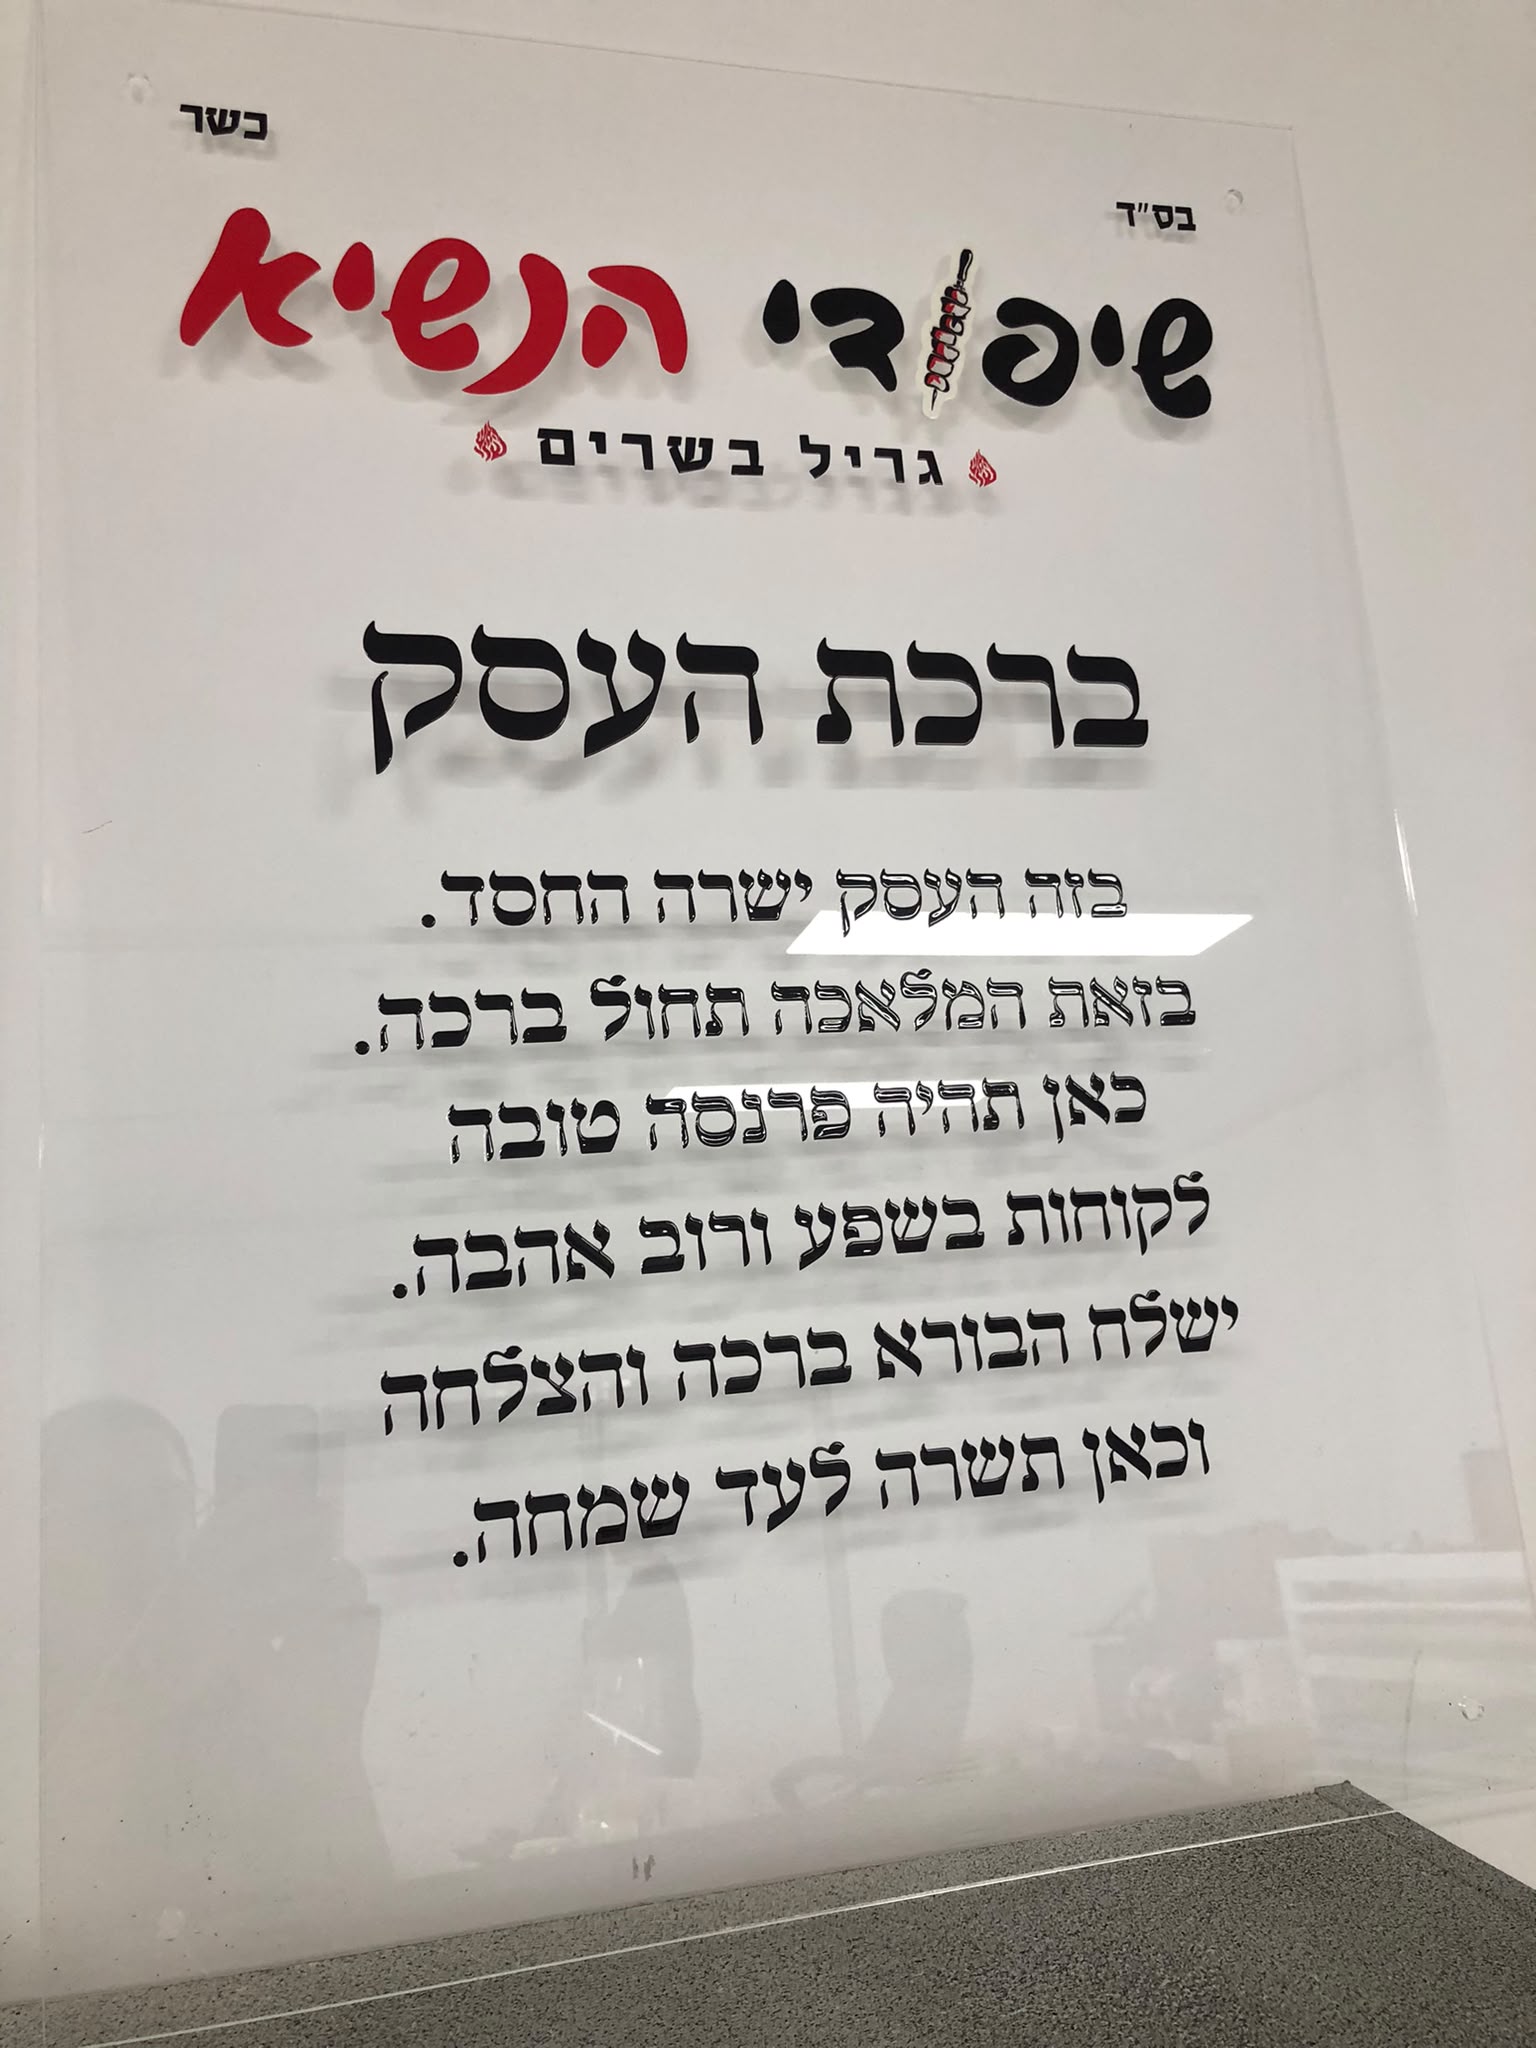 כשר
בס״ד
שיפודי הנשיא
גריל בשרים
ברכת העסק
בזה העסק ישרה החסד.
בזאת המלאכה תחול ברכה.
כאן תהיה פרנסה טובה
לקוחות בשפע ורוב אהבה.
ישלח הבורא ברכה והצלחה
וכאן תשרה לעד שמחה.